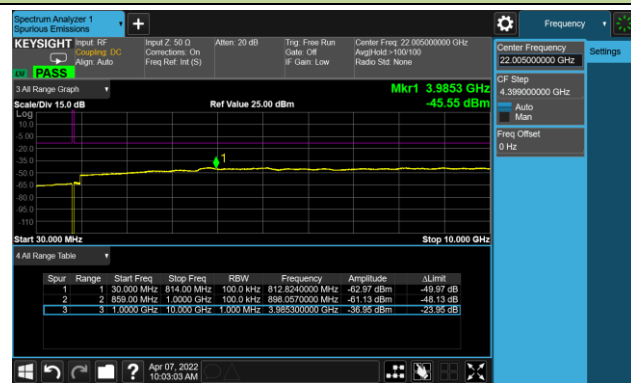 Spectrum Analyzer 1
Spurious Emissions
Frequency
KEYSIGHT
Input: RF
Coupling: DC
Align: Auto
Input Z: 50 Ω
Corrections: On
Freq Ref: Int (S)
Atten: 20 dB
Trig: Free Run
Gate: Off
IF Gain: Low
Center Freq: 22.005000000 GHz
Avg|Hold:>100/100
Radio Std: None
LV PASS
Center Frequency
22.005000000 GHz
Settings
CF Step
4.399000000 GHz
Auto
Man
Freq Offset
0 Hz
3 All Range Graph
Mkr1 3.9853 GHz
Scale/Div 15.0 dB
Ref Value 25.00 dBm
-45.55 dBm
Log
10.0
-5.00
-20.0
-35.0
-50.0
-65.0
-80.0
-95.0
-110
1
Start 30.000 MHz
Stop 10.000 GHz
4 All Range Table
Spur Range Start Freq Stop Freq RBW Frequency Amplitude ΔLimit
1 1 30.000 MHz 814.00 MHz 100.0 kHz 812.8240000 MHz -62.97 dBm -49.97 dB
2 2 859.00 MHz 1.0000 GHz 100.0 kHz 898.0570000 MHz -61.13 dBm -48.13 dB
3 3 1.0000 GHz 10.000 GHz 1.000 MHz 3.985300000 GHz -36.95 dBm -23.95 dB
?
Apr 07, 2022
10:03:03 AM